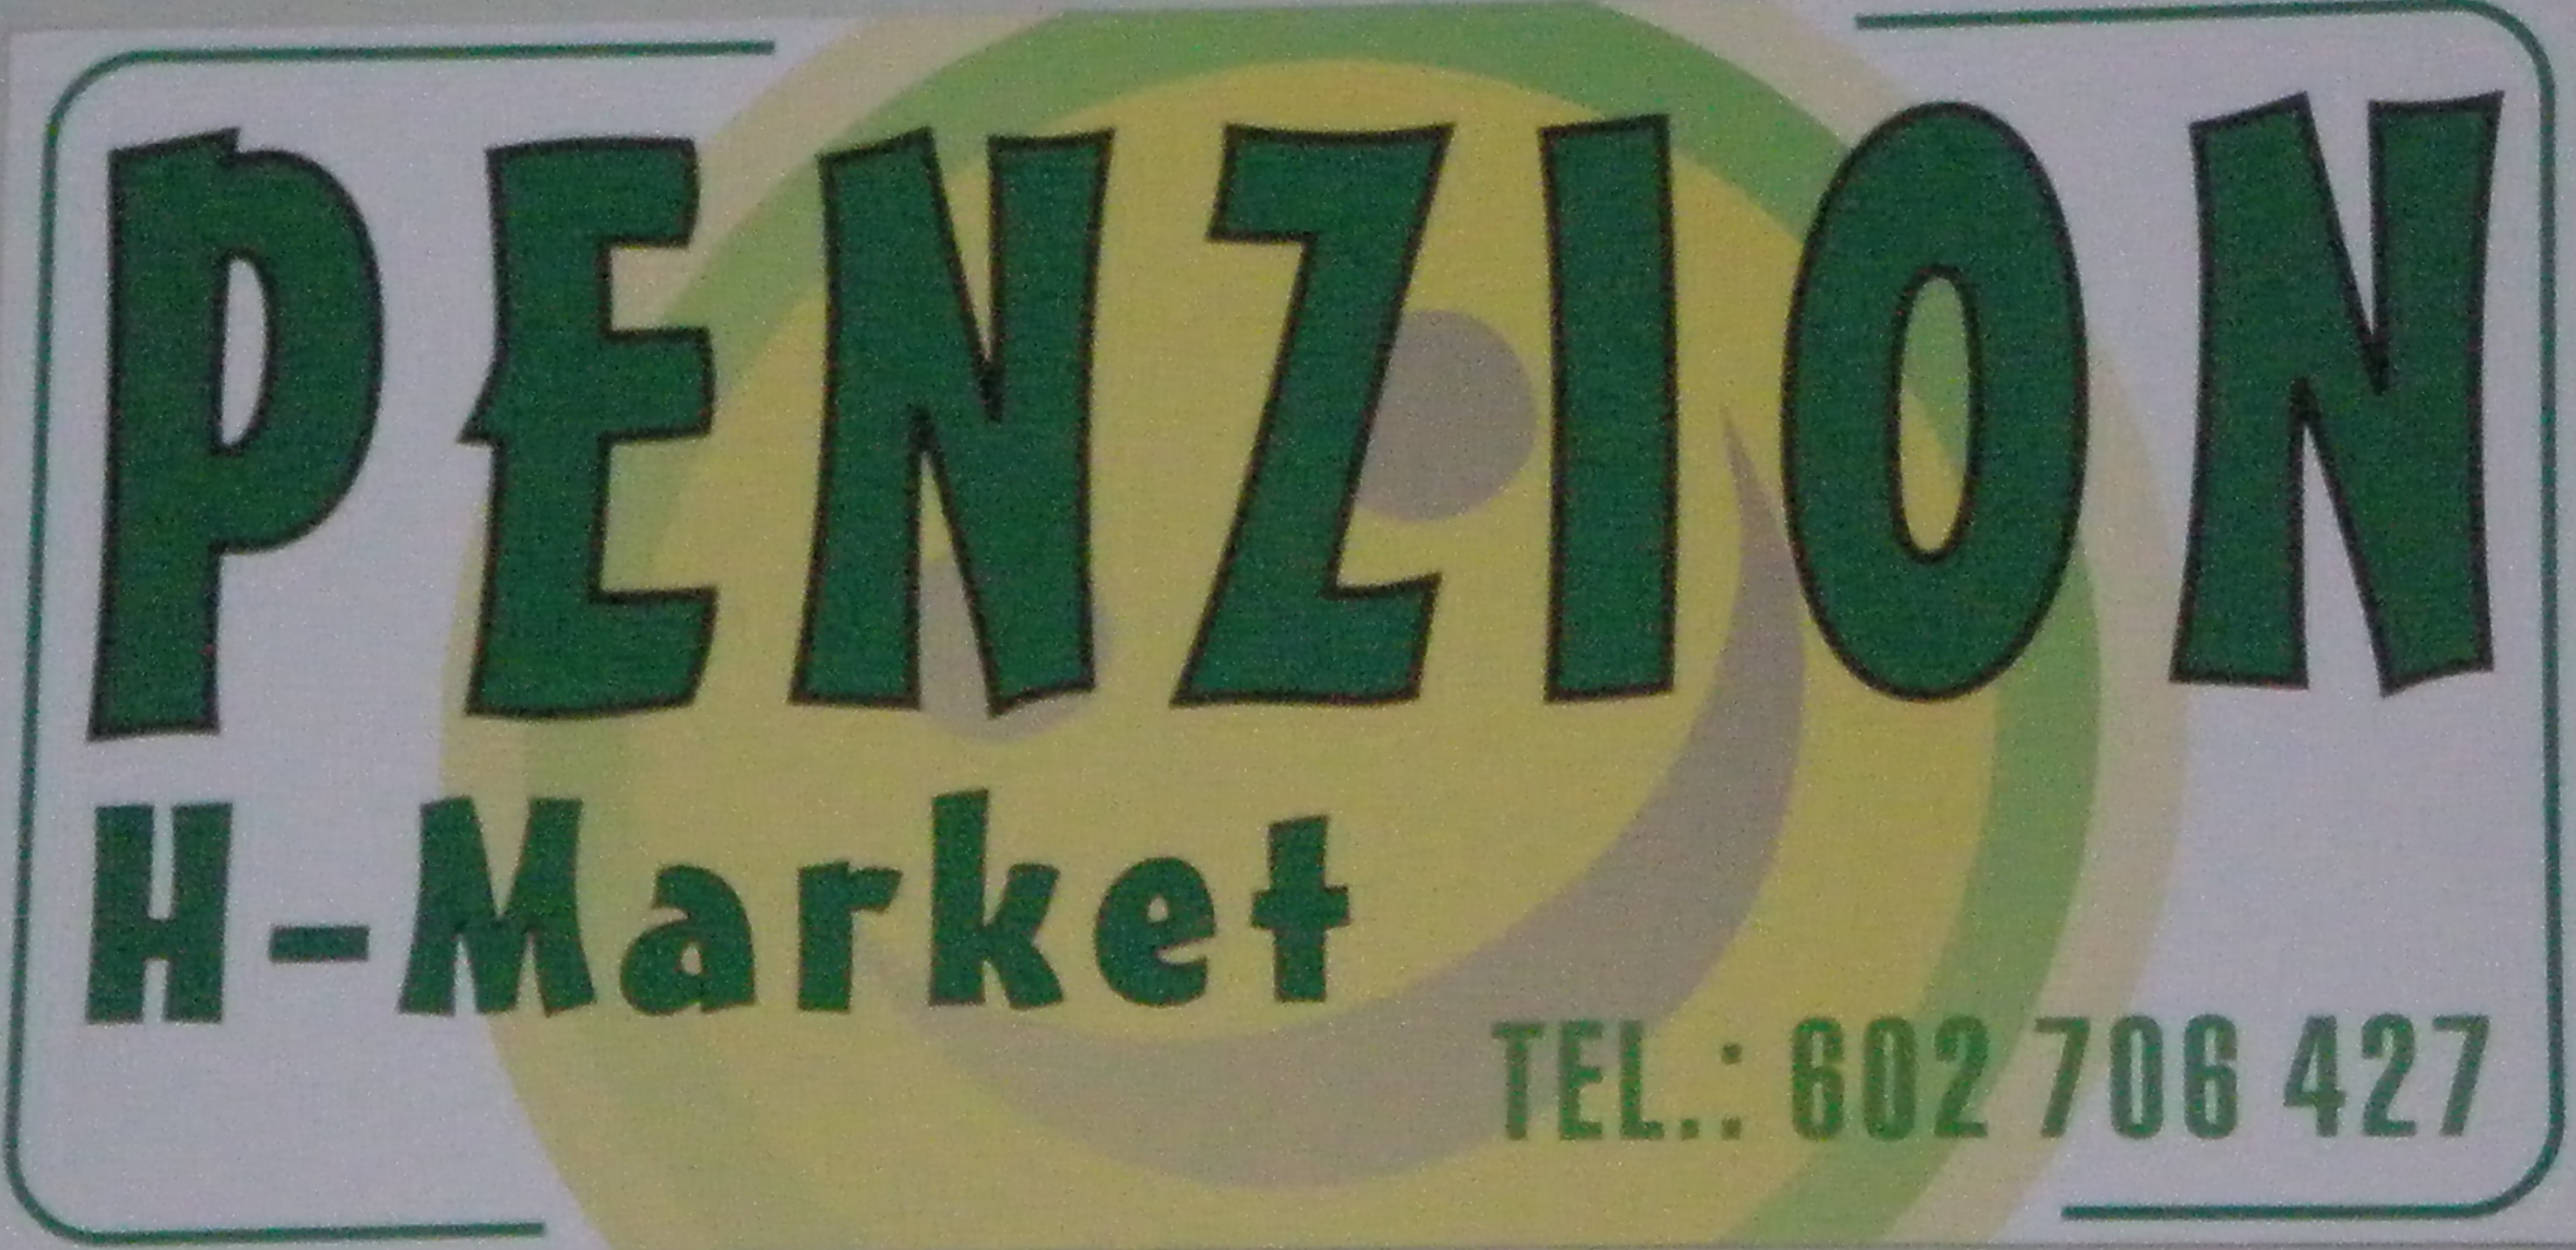 PENZION
H-Market
TEL.: 602 706 427